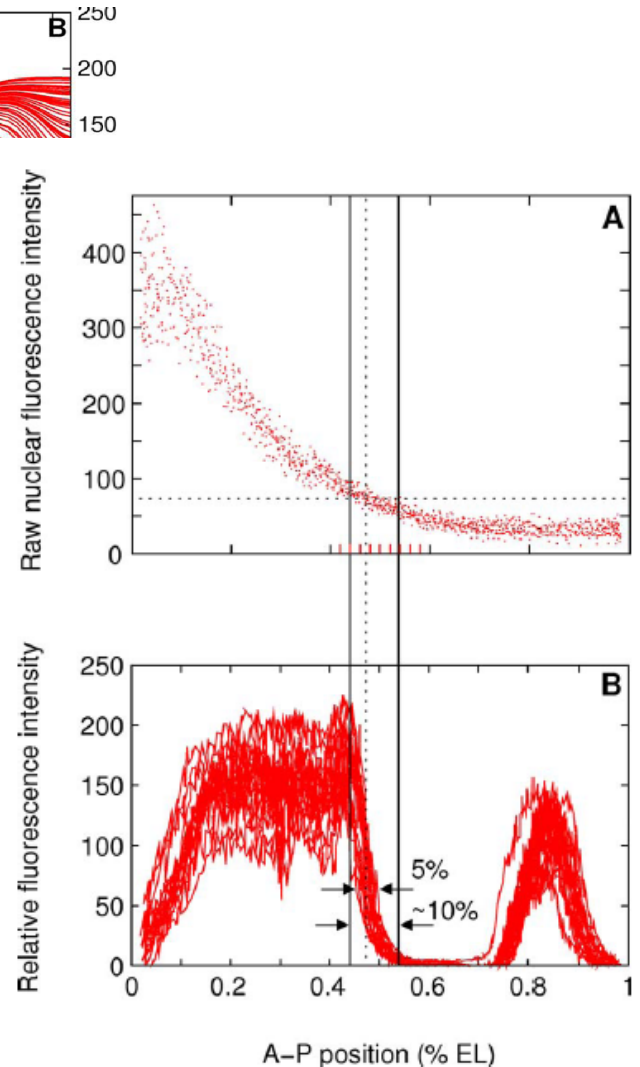 B
250
200
150
A
Raw nuclear fluorescence intensity
400
300
200
100
0
B
Relative fluorescence intensity
250
200
150
100
50
0
5%
~10%
0 0.2 0.4 0.6 0.8 1
A-P position (% EL)